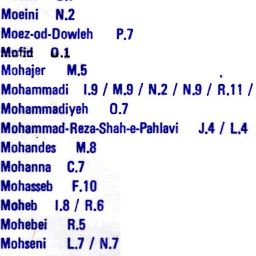 Moeini N.2
Moez-od-Dowleh P.7
Mofid O.1
Mohajer M.5
Mohammadi I.9 / M.9 / N.2 / N.9 / R.11 /
Mohammadiyeh O.7
Mohammad-Reza-Shah-e-Pahlavi J.4 / L.4
Mohandes M.8
Mohanna C.7
Mohasseb F.10
Moheb I.8 / R.6
Mohebei R.5
Mohseni L.7 / N.7